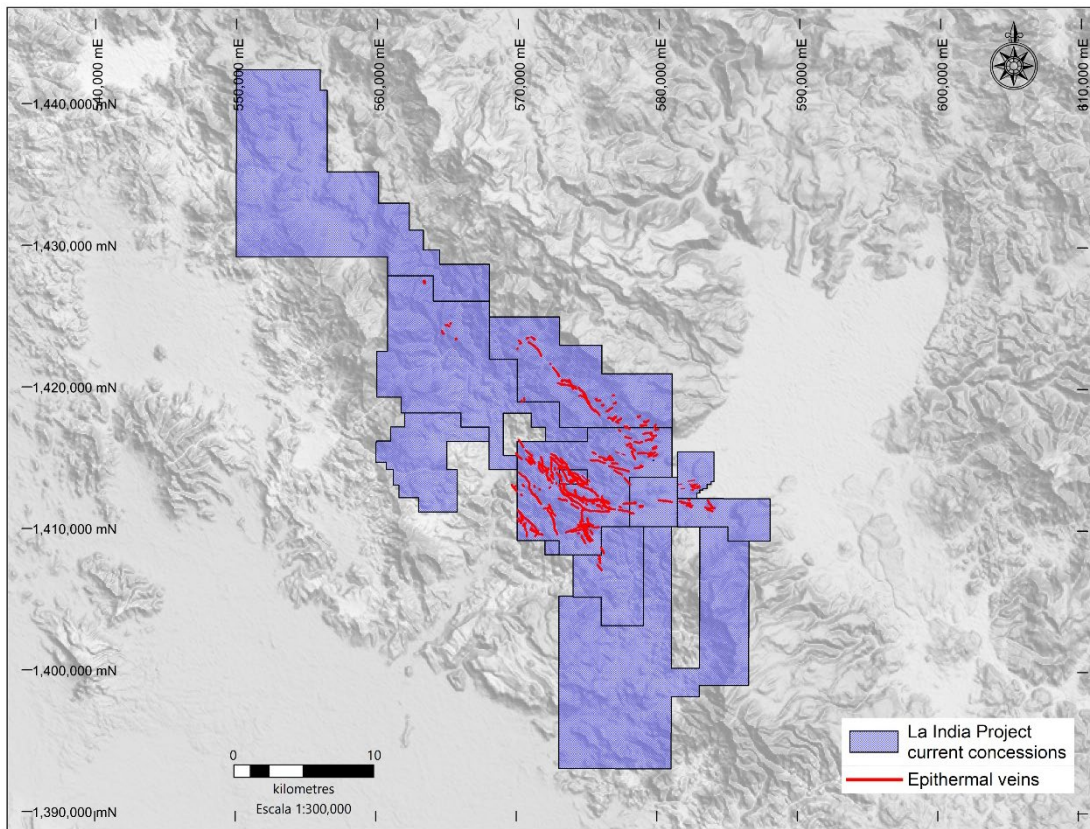 540,000 mE
550,000 mE
560,000 mE
570,000 mE
580,000 mE
590,000 mE
600,000 mE
610,000 mE
1,440,000 mN
1,430,000 mN
1,420,000 mN
1,410,000 mN
1,400,000 mN
1,390,000 mN
0 10
kilometres
Escala 1:300,000
La India Project
current concessions
Epithermal veins